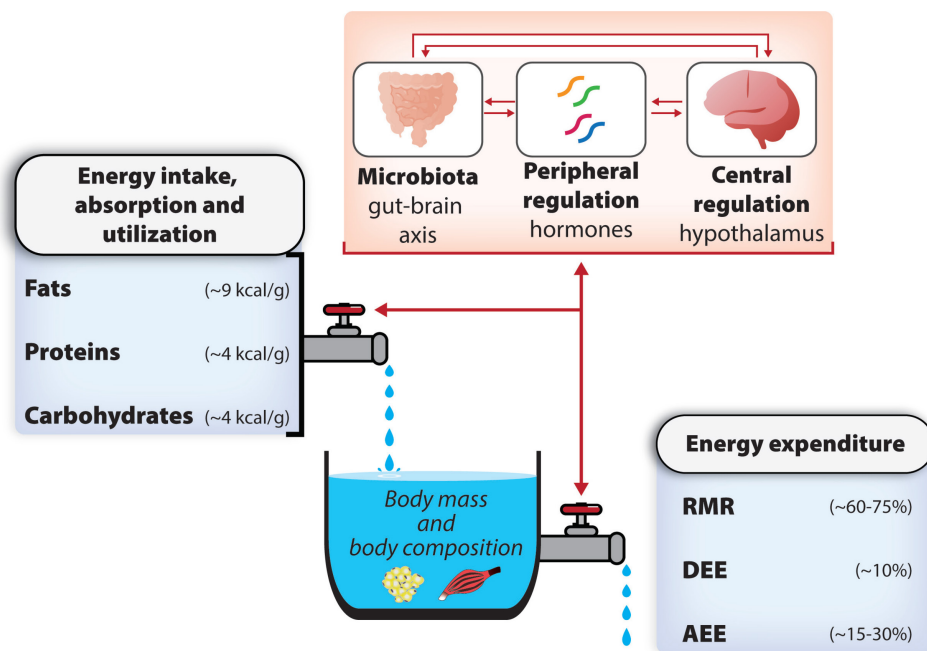 Microbiota
gut-brain
axis
Peripheral
regulation
hormones
Central
regulation
hypothalamus
Energy intake,
absorption and
utilization
Fats (~9 kcal/g)
Proteins (~4 kcal/g)
Carbohydrates (~4 kcal/g)
Body mass
and
body composition
Energy expenditure
RMR (~60-75%)
DEE (~10%)
AEE (~15-30%)